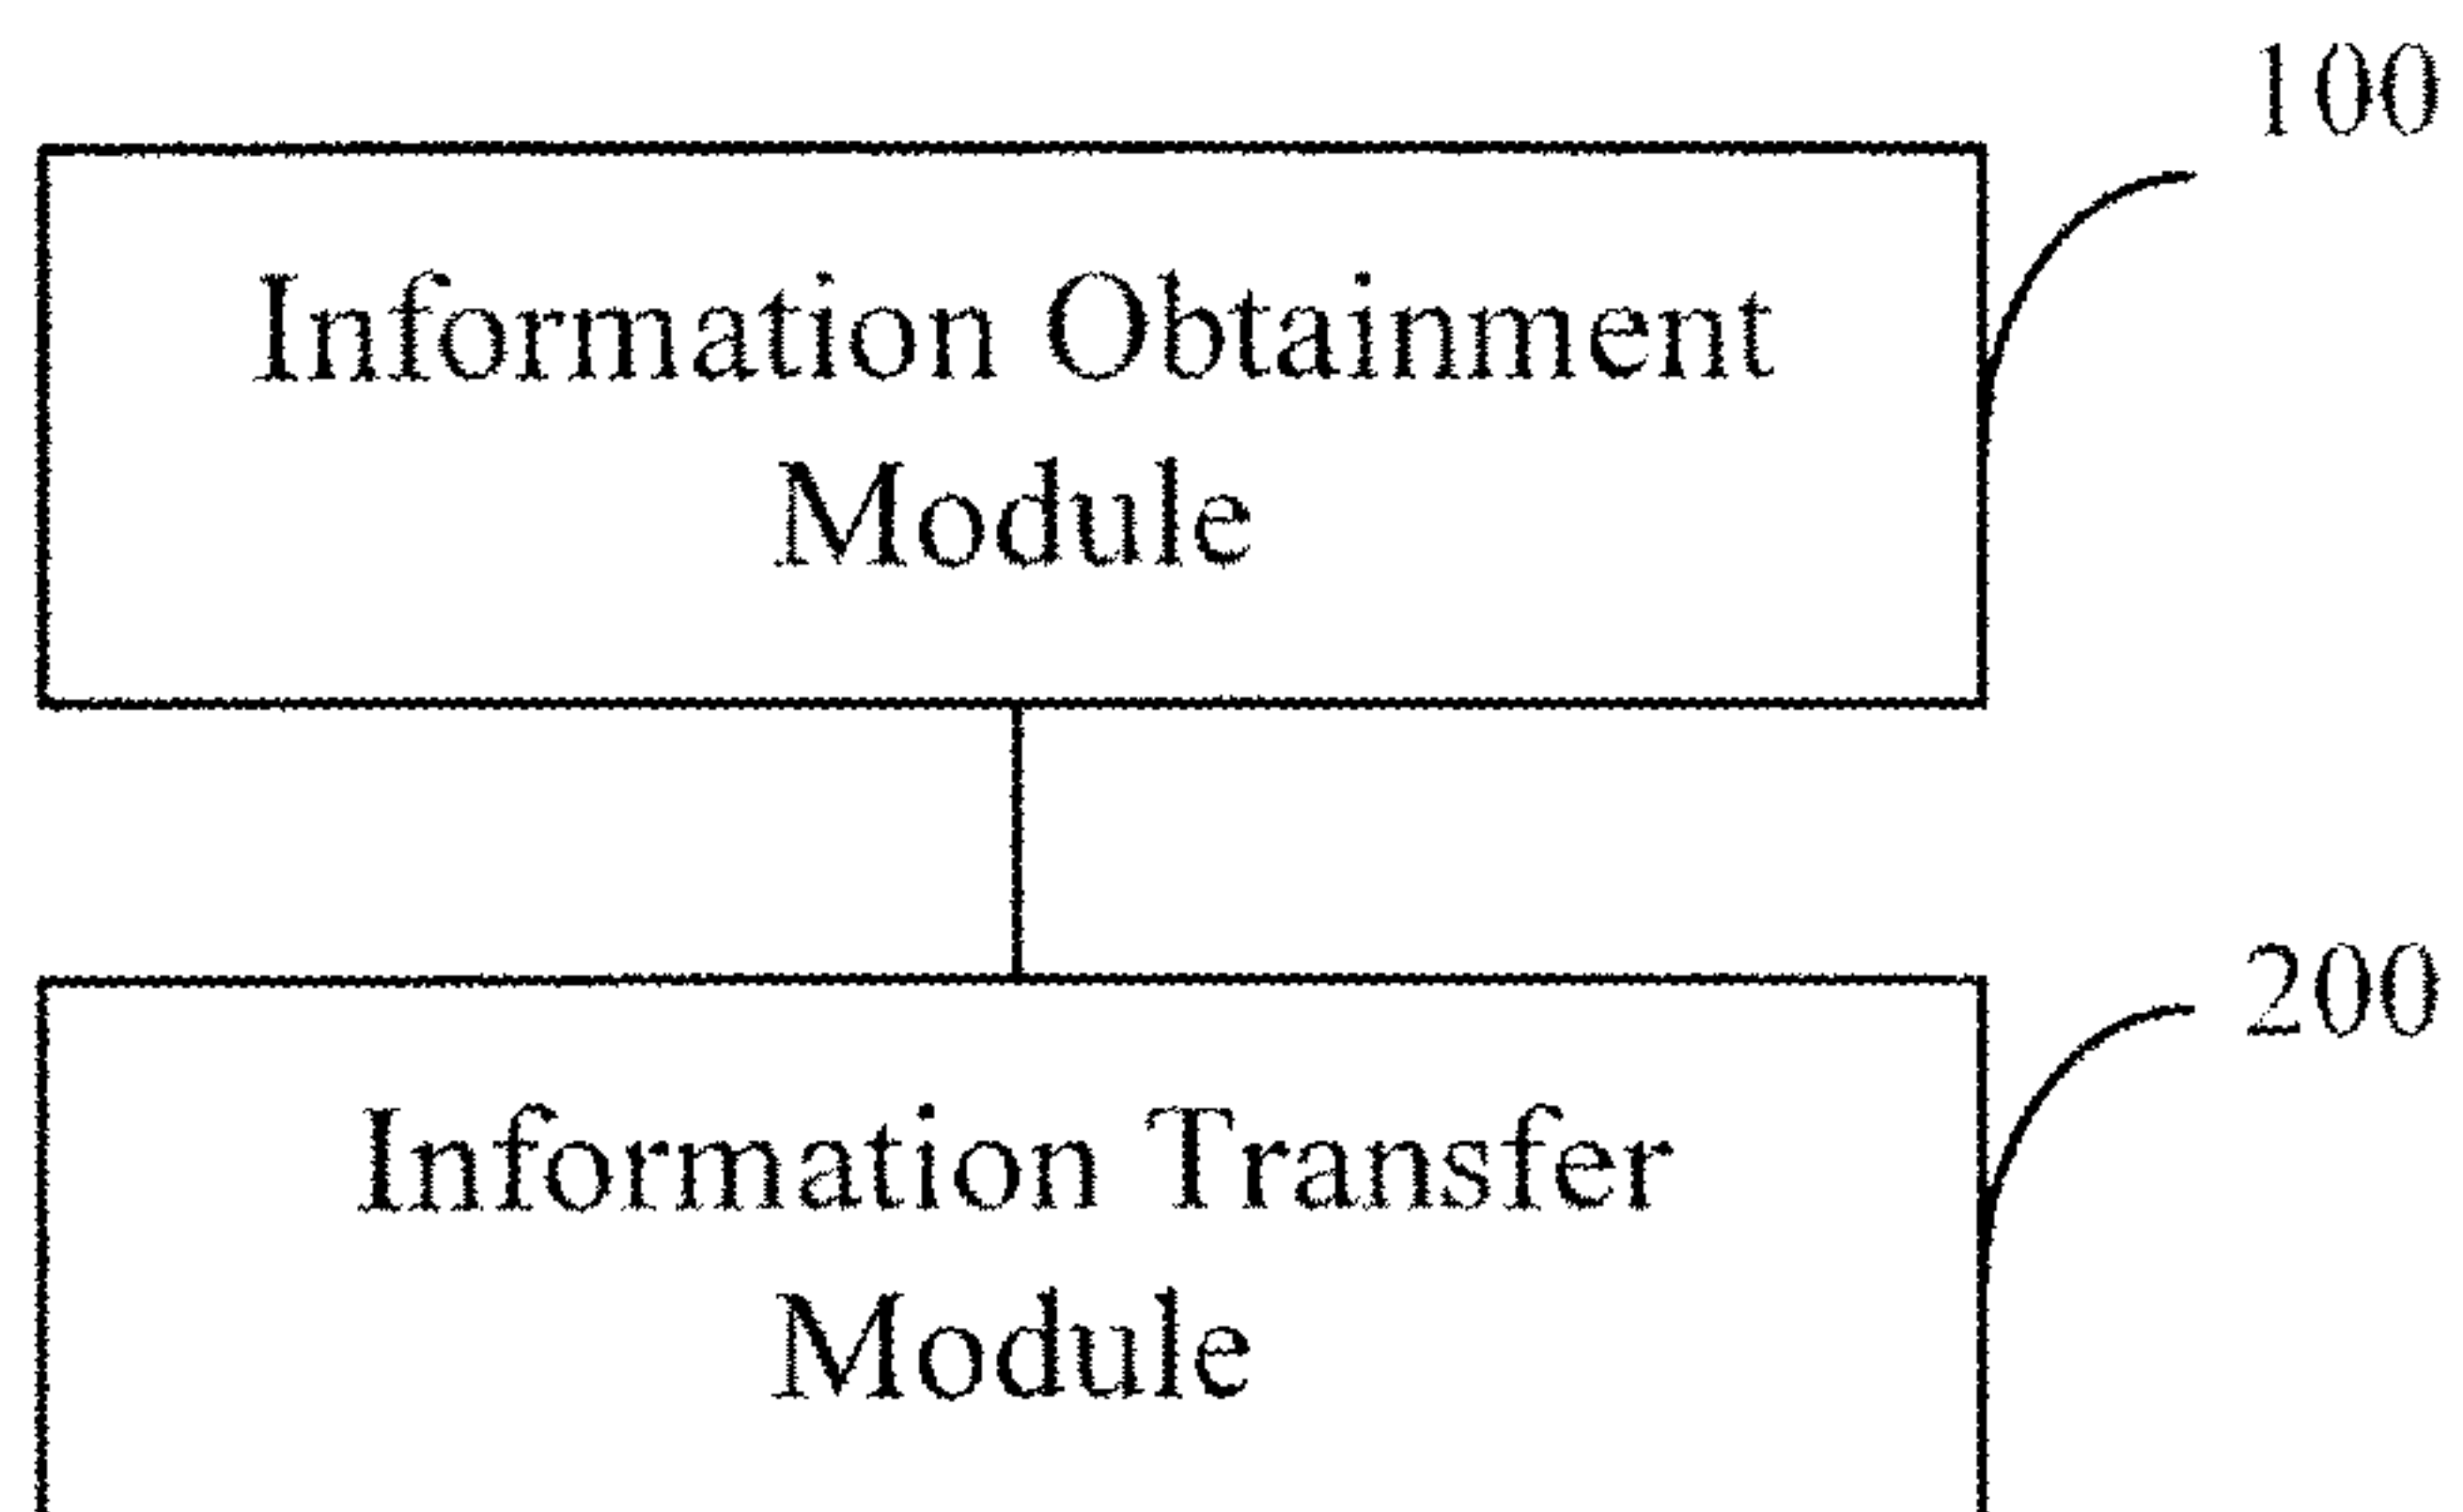 100
Information Obtainment
Module
200
Information Transfer
Module